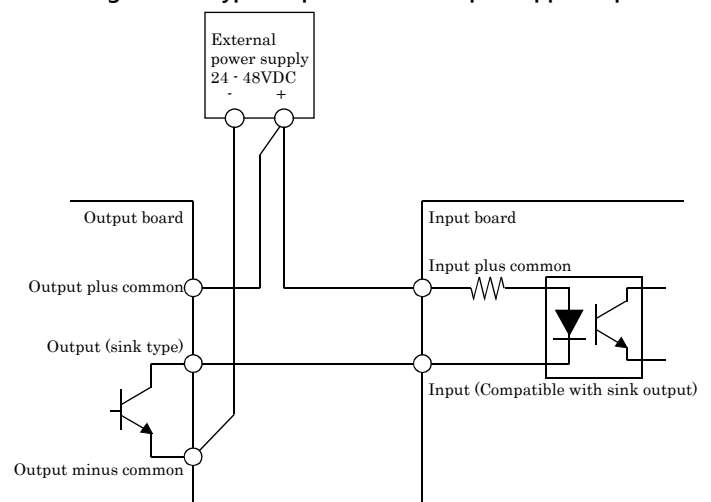 External
power supply
24 - 48VDC
- +
Output board
Input board
Input plus common
Output plus common
Output (sink type)
Input (Compatible with sink output)
Output minus common